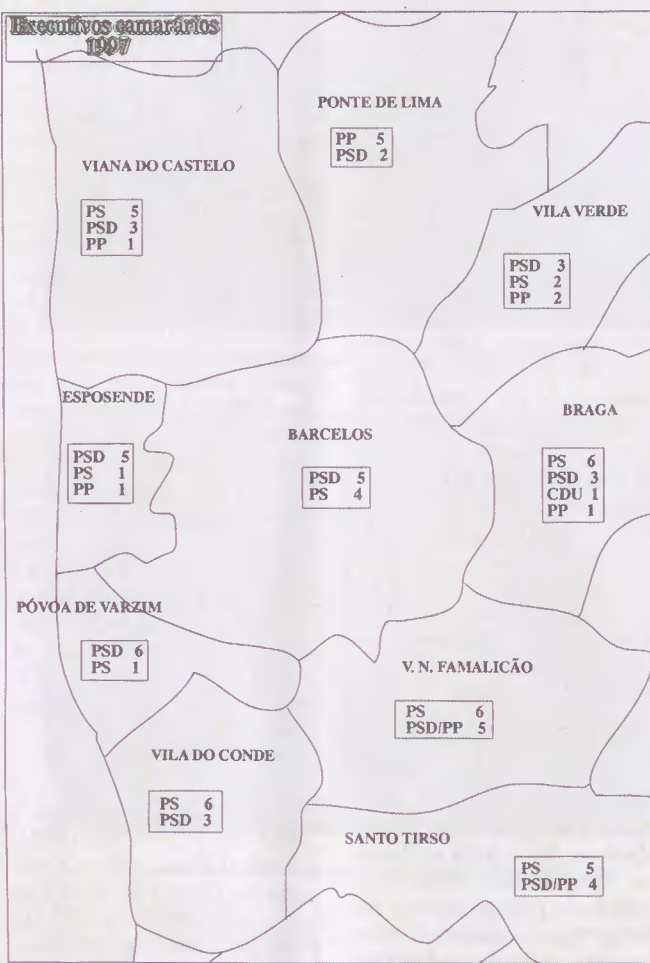 Executivos camarários
1997
PONTE DE LIMA
PP 5
PSD 2
VIANA DO CASTELO
PS 5
PSD 3
PP 1
VILA VERDE
PSD 3
PS 2
PP 2
ESPOSENDE
PSD 5
PS 1
PP 1
BARCELOS
PSD 5
PS 4
BRAGA
PS 6
PSD 3
CDU 1
PP 1
PÓVOA DE VARZIM
PSD 6
PS 1
V. N. FAMALICÃO
PS 6
PSD/PP 5
VILA DO CONDE
PS 6
PSD 3
SANTO TIRSO
PS 5
PSD/PP 4